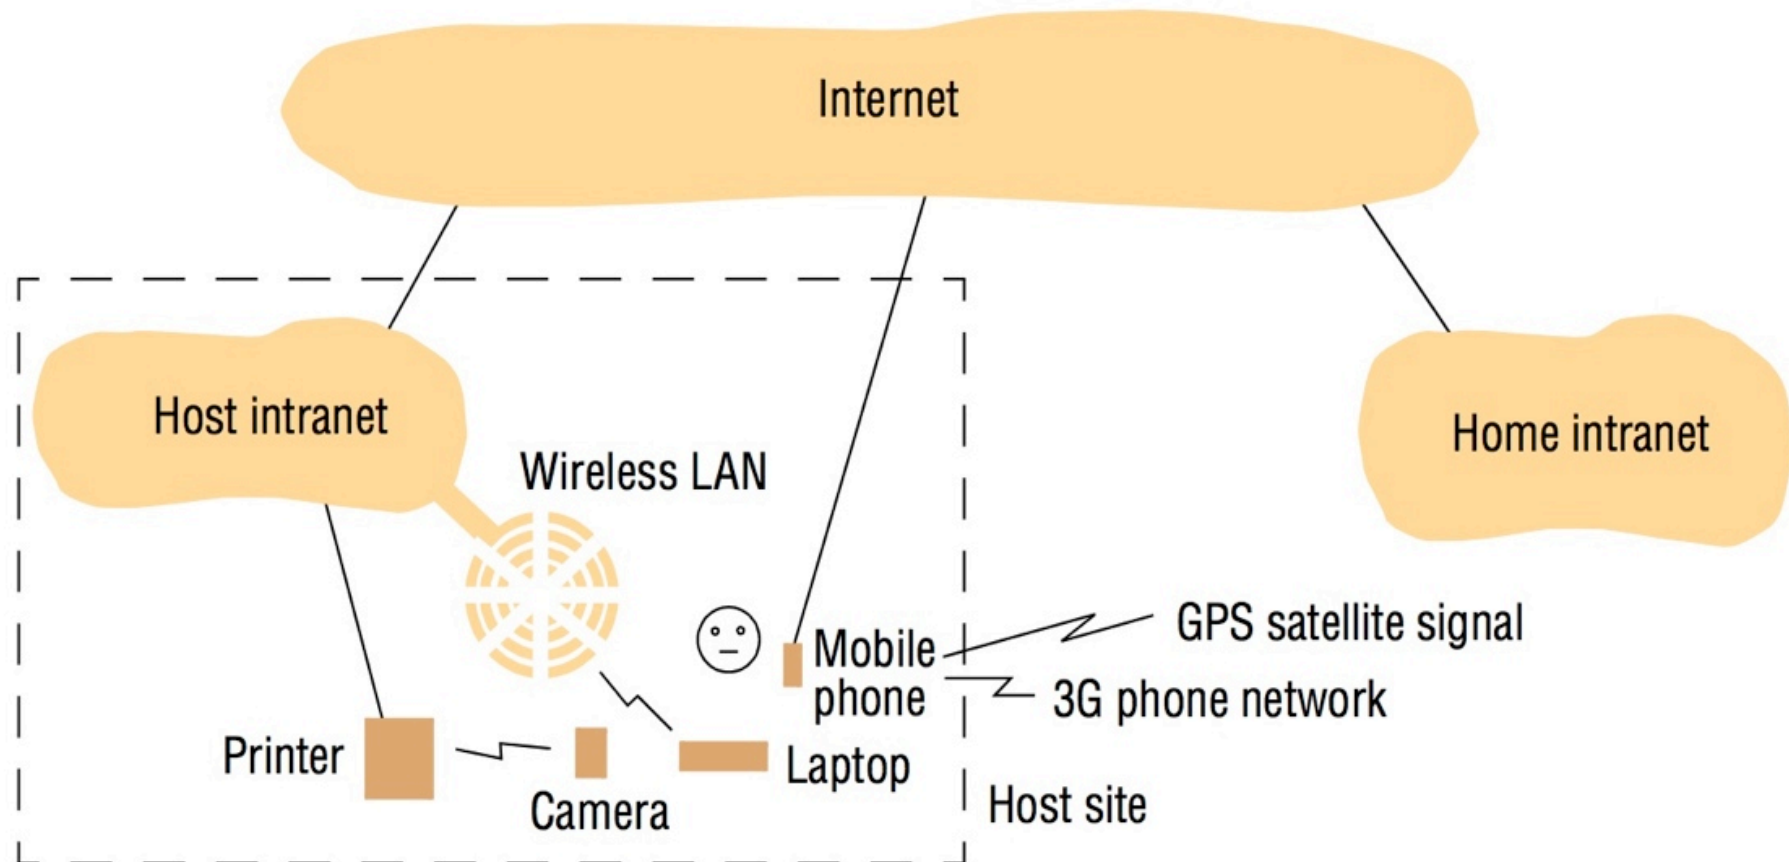 Internet
Host intranet
Home intranet
Wireless LAN
GPS satellite signal
Mobile
phone
3G phone network
Printer
Laptop
Camera
Host site